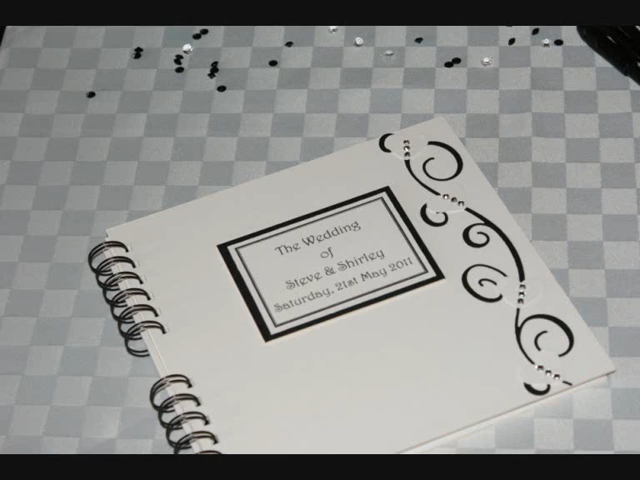 The Wedding
of
Steve & Shirley
Saturday, 21st May 2011